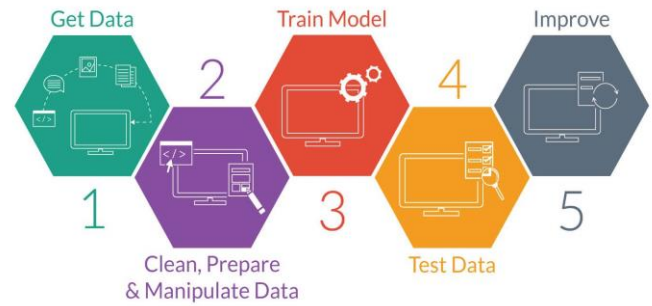 Get Data
1
2
Clean, Prepare
& Manipulate Data
Train Model
3
4
Test Data
Improve
5
</>
</>